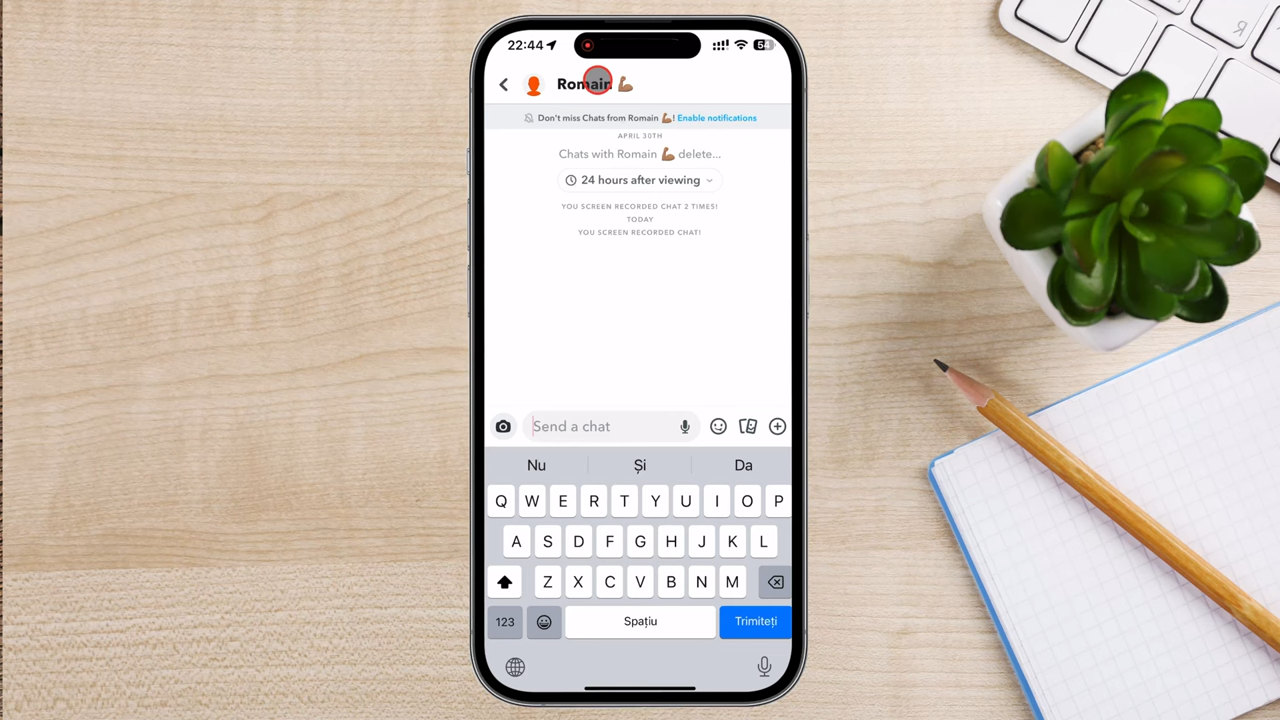 22:44 54
Romain 💪🏽
Don't miss Chats from Romain 💪🏽! Enable notifications
APRIL 30TH
Chats with Romain 💪🏽 delete...
24 hours after viewing
YOU SCREEN RECORDED CHAT 2 TIMES!
TODAY
YOU SCREEN RECORDED CHAT!
Send a chat
Nu Și Da
Q W E R T Y U I O P
A S D F G H J K L
Z X C V B N M
123 Spațiu Trimiteți